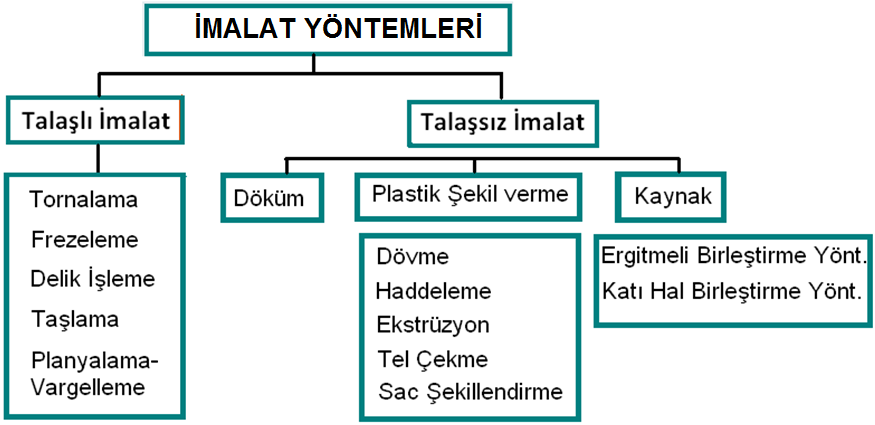 İMALAT YÖNTEMLERİ
Talaşlı İmalat
Talaşsız İmalat
Tornalama
Frezeleme
Delik İşleme
Taşlama
Planyalama-
Vargelleme
Döküm
Plastik Şekil verme
Kaynak
Dövme
Haddeleme
Ekstrüzyon
Tel Çekme
Sac Şekillendirme
Ergitmeli Birleştirme Yönt.
Katı Hal Birleştirme Yönt.